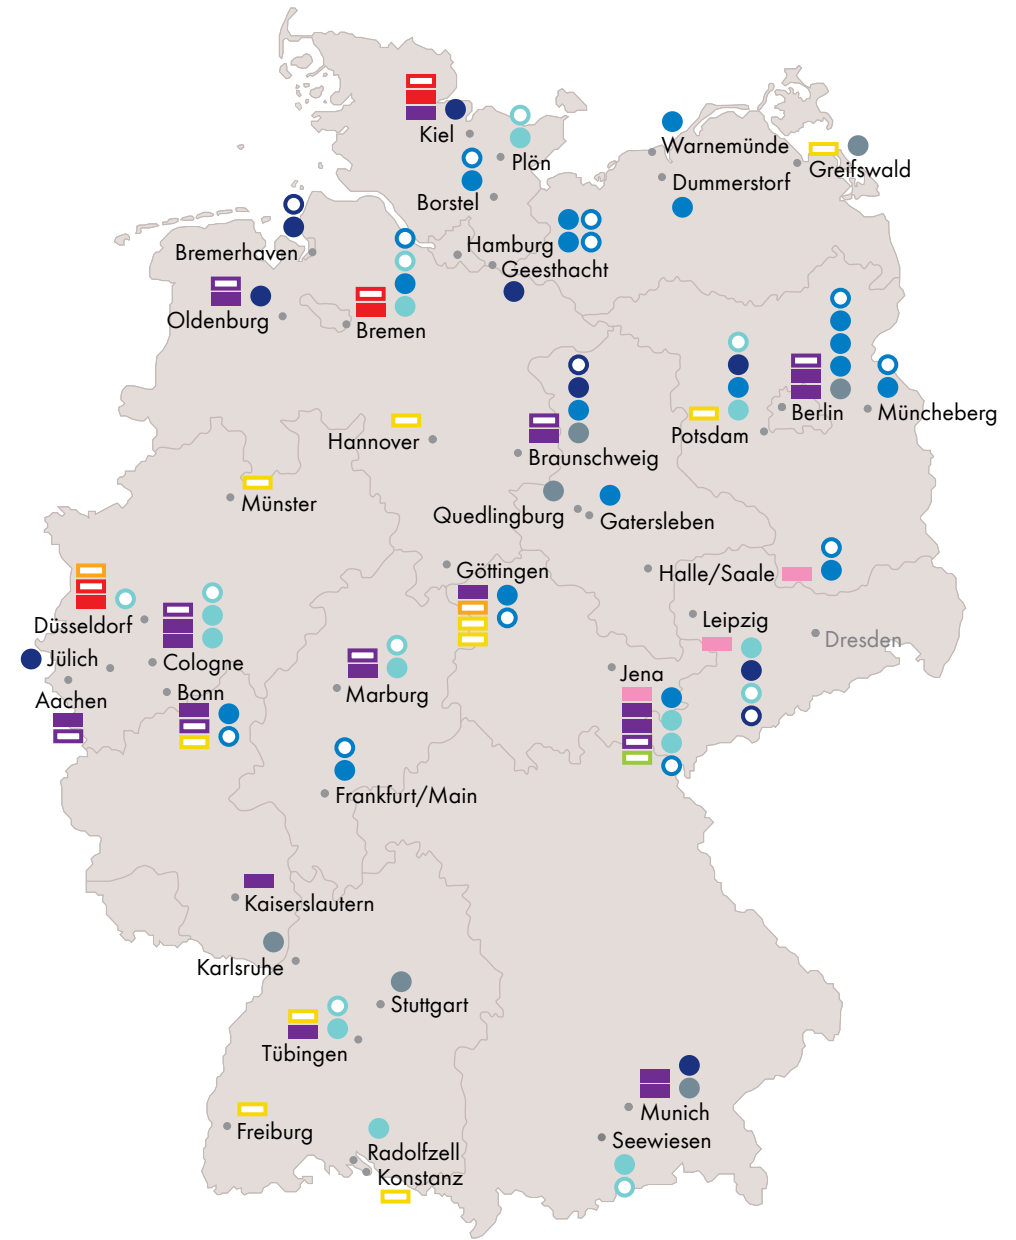 Kiel
Plön
Warnemünde
Greifswald
Dummerstorf
Borstel
Hamburg
Bremerhaven
Geesthacht
Oldenburg
Bremen
Berlin
Müncheberg
Potsdam
Hannover
Braunschweig
Münster
Quedlingburg
Gatersleben
Göttingen
Halle/Saale
Düsseldorf
Leipzig
Dresden
Jülich
Cologne
Jena
Aachen
Bonn
Marburg
Frankfurt/Main
Kaiserslautern
Karlsruhe
Stuttgart
Tübingen
Munich
Freiburg
Seewiesen
Radolfzell
Konstanz